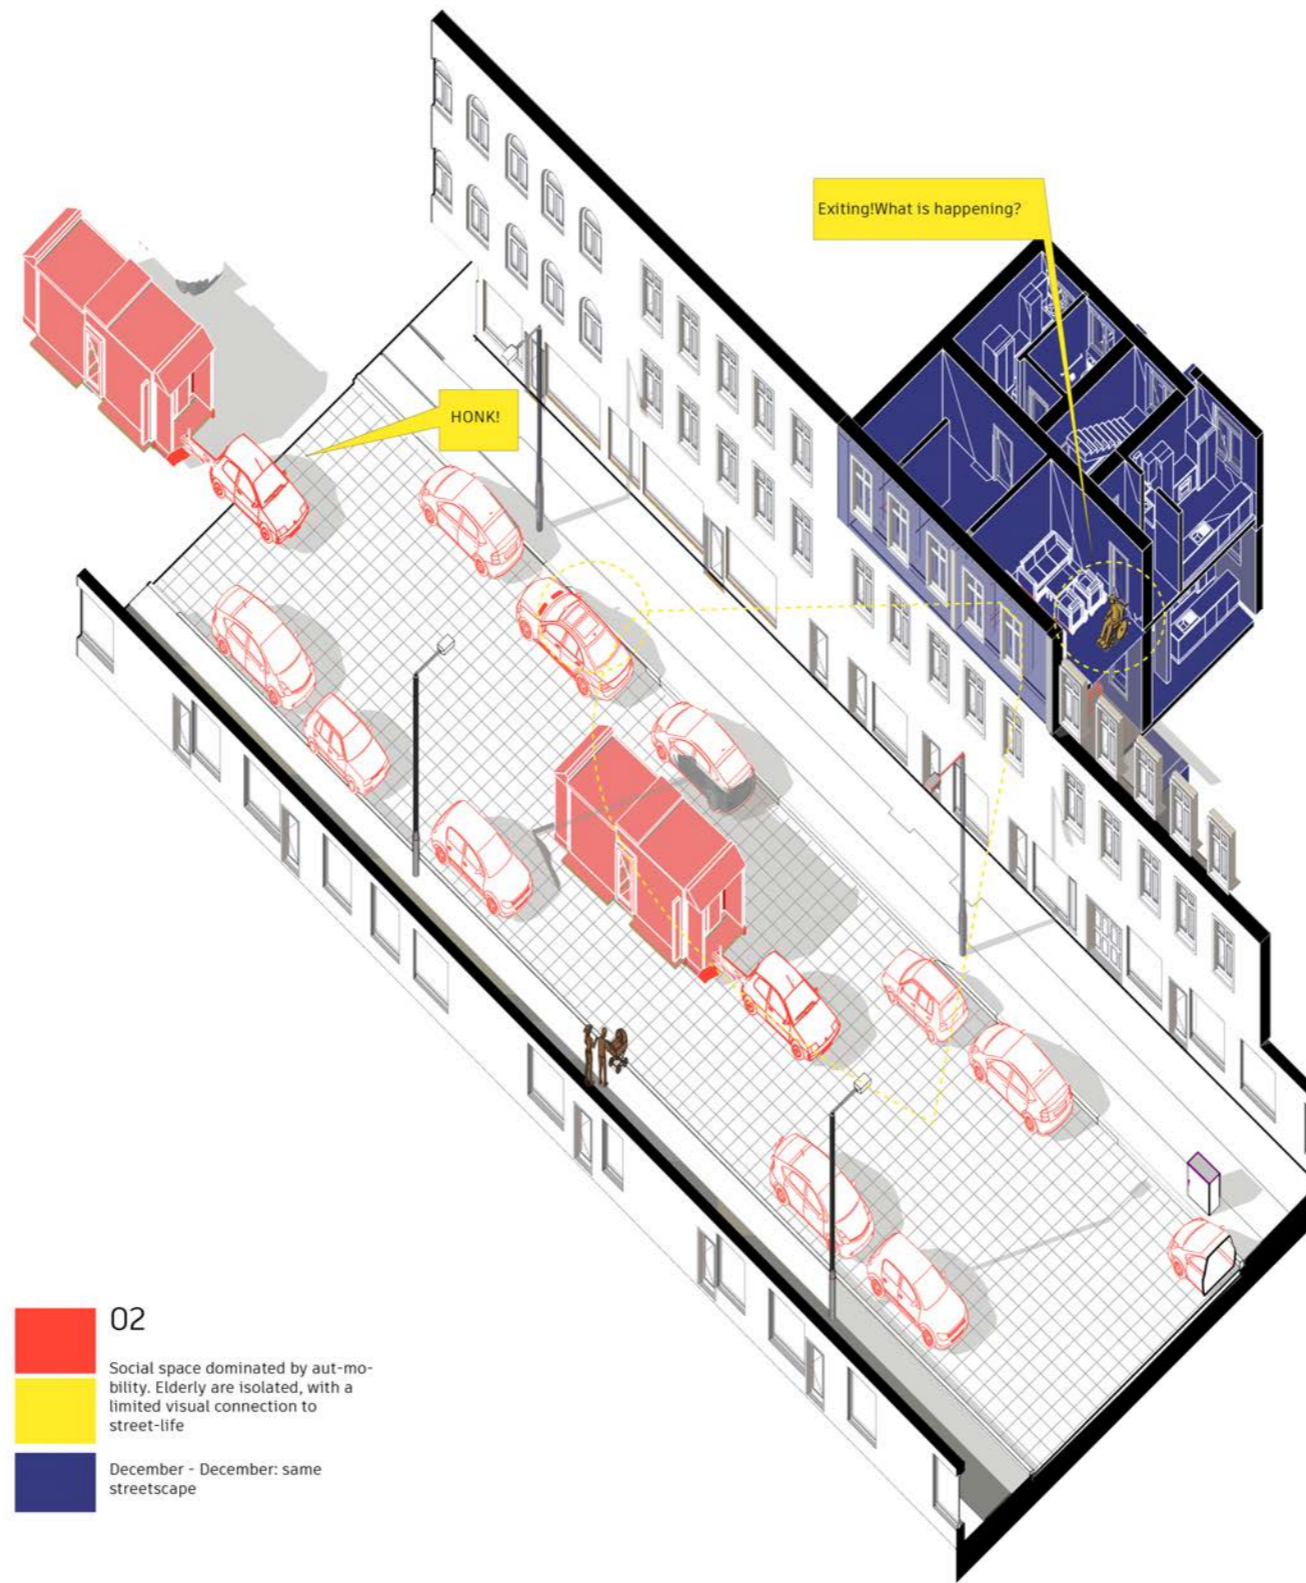 Exiting!What is happening?
HONK!
02
Social space dominated by aut-mo-
bility. Elderly are isolated, with a
limited visual connection to
street-life
December - December: same
streetscape